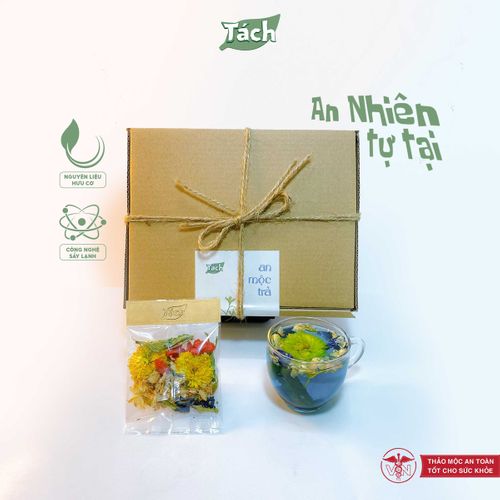 Tách
An Nhiên
tự tại
NGUYÊN LIỆU
HỮU CƠ
CÔNG NGHỆ
SẤY LẠNH
Tách
an
mộc
trà
Tách
VGN
THẢO MỘC AN TOÀN
TỐT CHO SỨC KHỎE